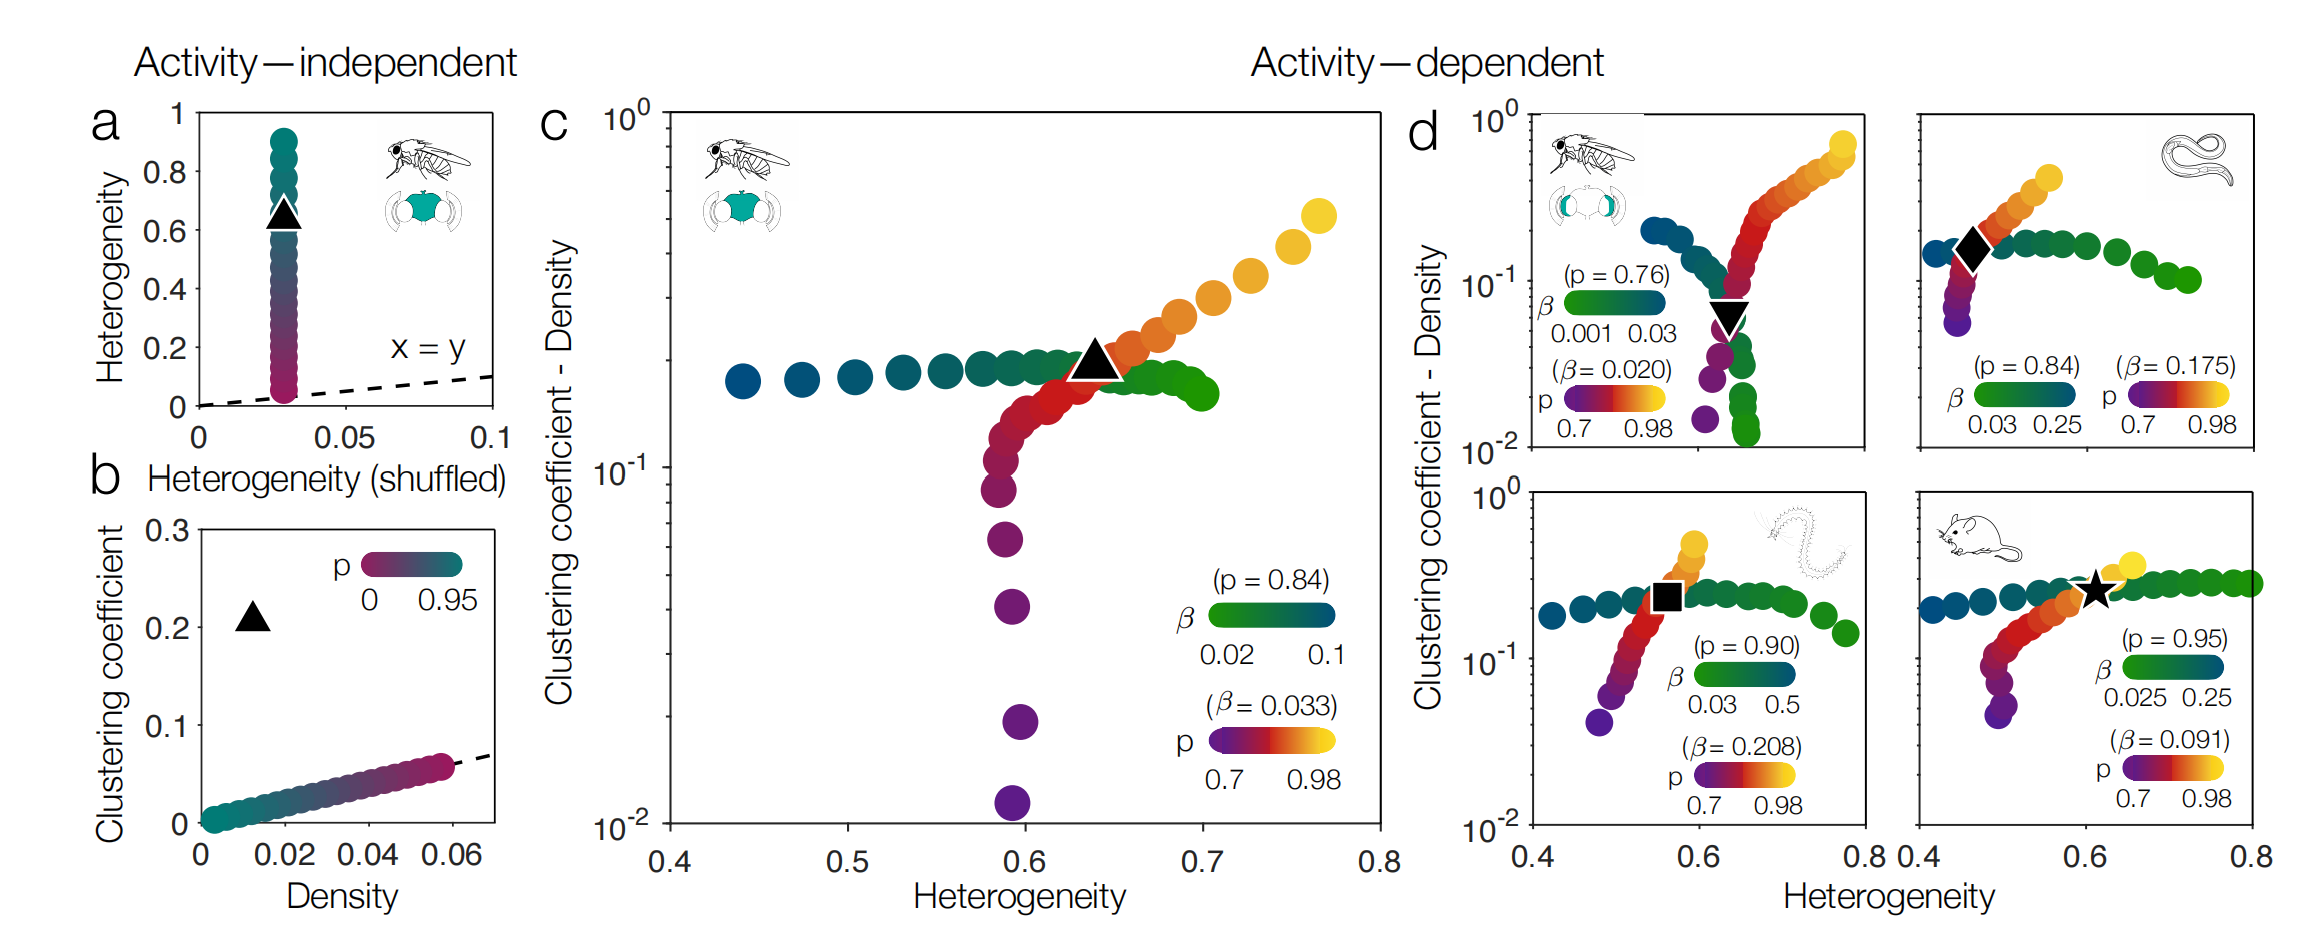 Activity—independent
Activity—dependent
a
Heterogeneity
1
0.8
0.6
0.4
0.2
0
x = y
0
0.05
0.1
Heterogeneity (shuffled)
b
Clustering coefficient
0.3
0.2
0.1
0
p
0
0.95
0
0.02
0.04
0.06
Density
c
Clustering coefficient - Density
10^0
10^-1
10^-2
(p = 0.84)
β
0.02
0.1
(β = 0.033)
p
0.7
0.98
0.4
0.5
0.6
0.7
0.8
Heterogeneity
d
Clustering coefficient - Density
10^0
10^-1
10^-2
(p = 0.76)
β
0.001
0.03
(β = 0.020)
p
0.7
0.98
(p = 0.84)
β
0.03
0.25
(β = 0.175)
p
0.7
0.98
10^0
10^-1
10^-2
(p = 0.90)
β
0.03
0.5
(β = 0.208)
p
0.7
0.98
0.4
0.6
0.8
(p = 0.95)
β
0.025
0.25
(β = 0.091)
p
0.7
0.98
0.4
0.6
0.8
Heterogeneity